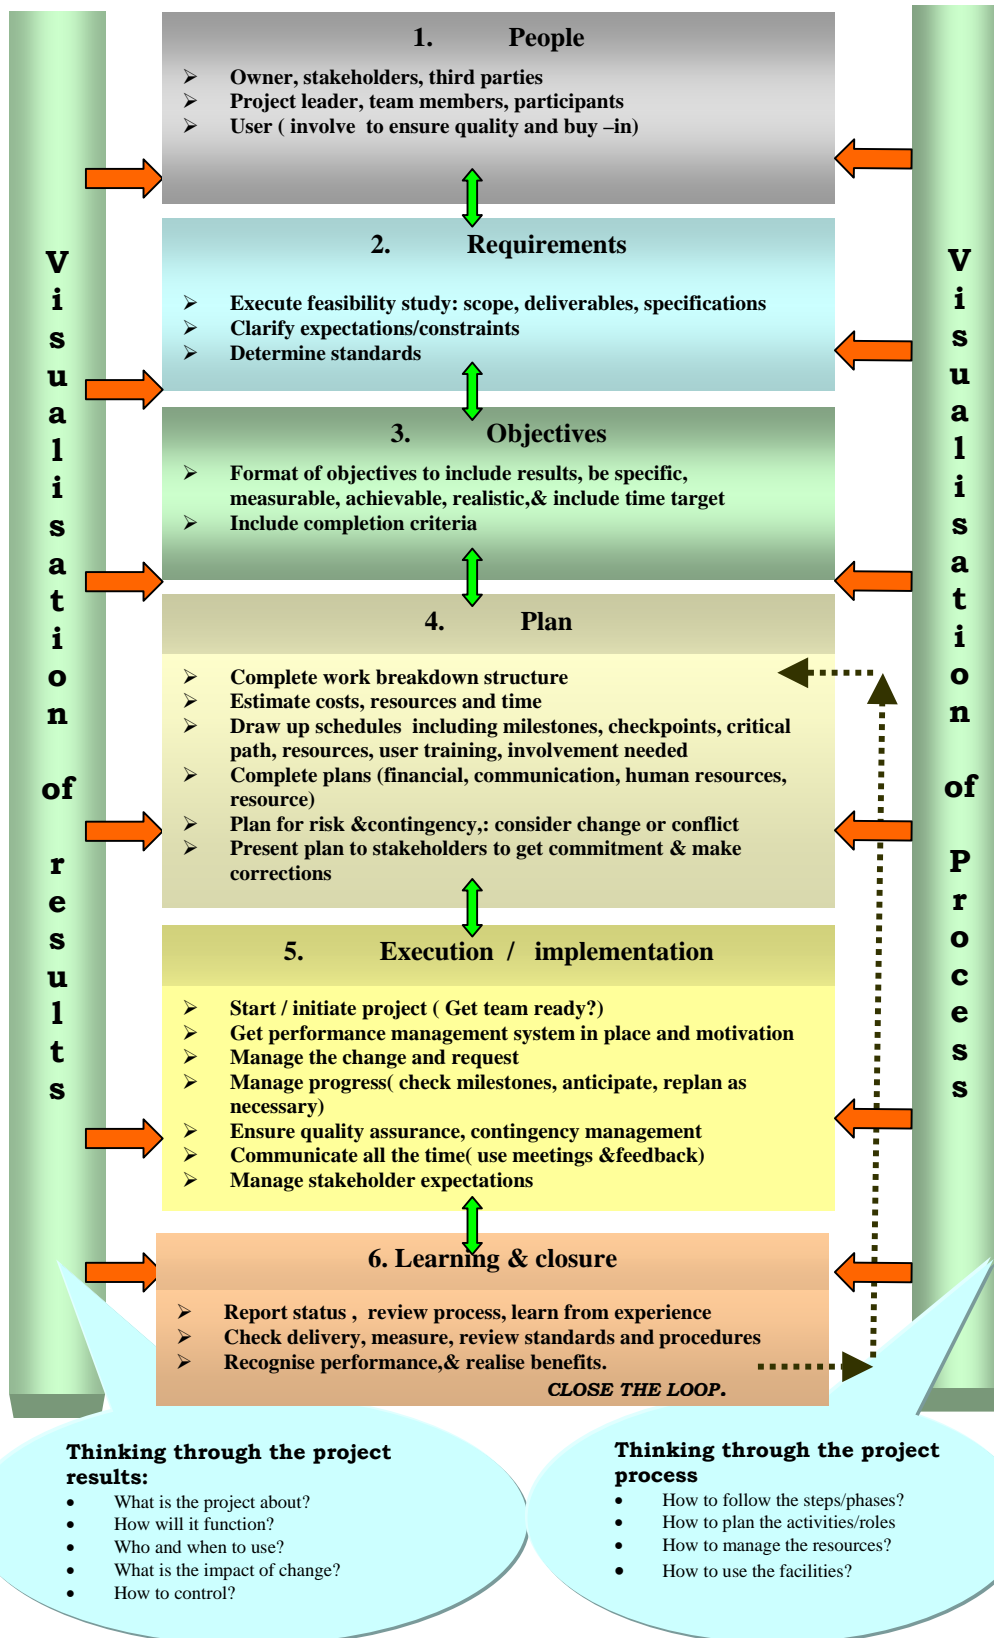 Visualisation of results
1. People
➢ Owner, stakeholders, third parties
➢ Project leader, team members, participants
➢ User ( involve to ensure quality and buy –in)
2. Requirements
➢ Execute feasibility study: scope, deliverables, specifications
➢ Clarify expectations/constraints
➢ Determine standards
3. Objectives
➢ Format of objectives to include results, be specific,
measurable, achievable, realistic,& include time target
➢ Include completion criteria
4. Plan
➢ Complete work breakdown structure
➢ Estimate costs, resources and time
➢ Draw up schedules including milestones, checkpoints, critical
path, resources, user training, involvement needed
➢ Complete plans (financial, communication, human resources,
resource)
➢ Plan for risk &contingency,: consider change or conflict
➢ Present plan to stakeholders to get commitment & make
corrections
5. Execution / implementation
➢ Start / initiate project ( Get team ready?)
➢ Get performance management system in place and motivation
➢ Manage the change and request
➢ Manage progress( check milestones, anticipate, replan as
necessary)
➢ Ensure quality assurance, contingency management
➢ Communicate all the time( use meetings &feedback)
➢ Manage stakeholder expectations
6. Learning & closure
➢ Report status , review process, learn from experience
➢ Check delivery, measure, review standards and procedures
➢ Recognise performance,& realise benefits.
CLOSE THE LOOP.
Visualisation of Process
Thinking through the project
results:
• What is the project about?
• How will it function?
• Who and when to use?
• What is the impact of change?
• How to control?
Thinking through the project
process
• How to follow the steps/phases?
• How to plan the activities/roles
• How to manage the resources?
• How to use the facilities?